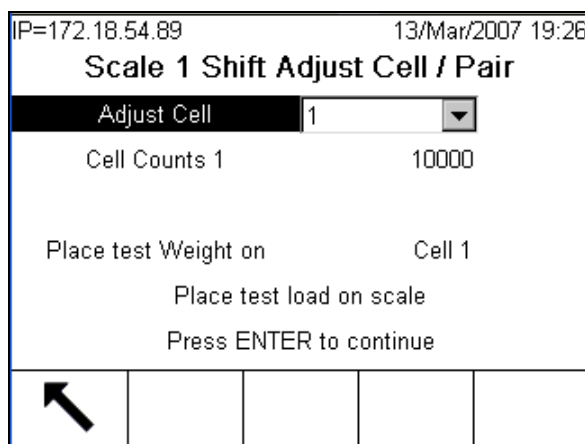 IP=172.18.54.89 13/Mar/2007 19:26
Scale 1 Shift Adjust Cell / Pair
Adjust Cell 1
Cell Counts 1 10000
Place test Weight on Cell 1
Place test load on scale
Press ENTER to continue